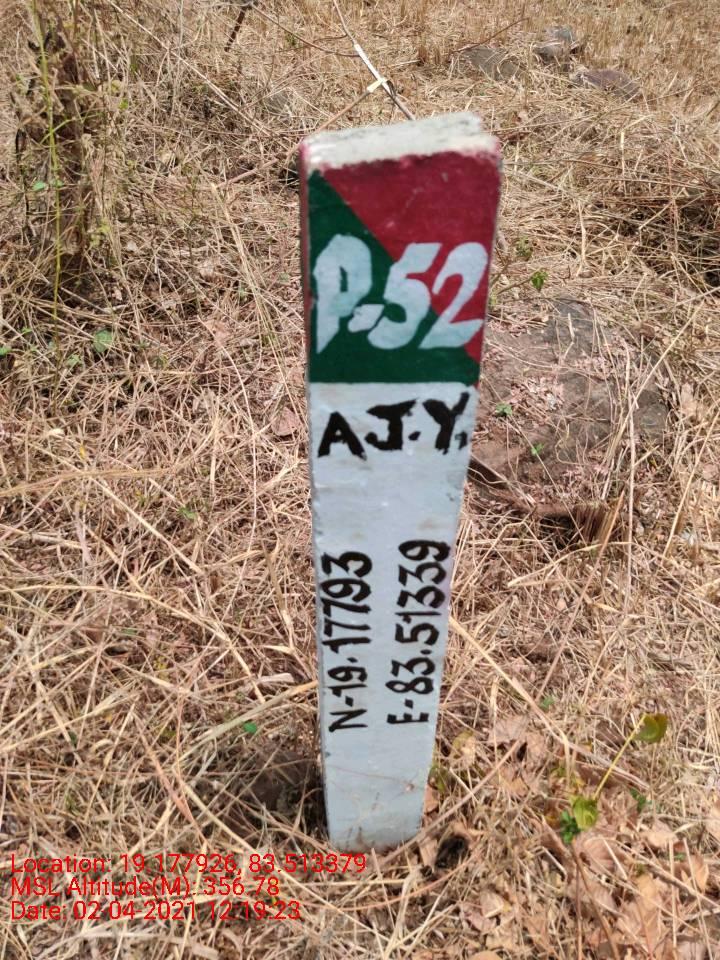 P-52
AJ.Y.
N-19.17793
E-83.51339
Location: 19.177926, 83.513379
MSL Altitude(M): 356.78
Date: 02-04-2021 12:19:23